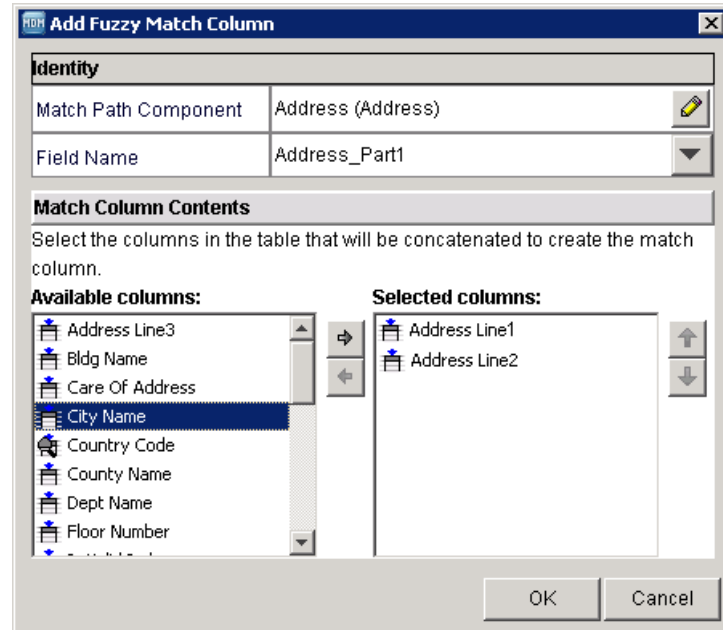 MDM Add Fuzzy Match Column
Identity
Match Path Component Address (Address)
Field Name Address_Part1
Match Column Contents
Select the columns in the table that will be concatenated to create the match
column.
Available columns: Selected columns:
Address Line3 Address Line1
Bldg Name Address Line2
Care Of Address
City Name
Country Code
County Name
Dept Name
Floor Number
OK Cancel